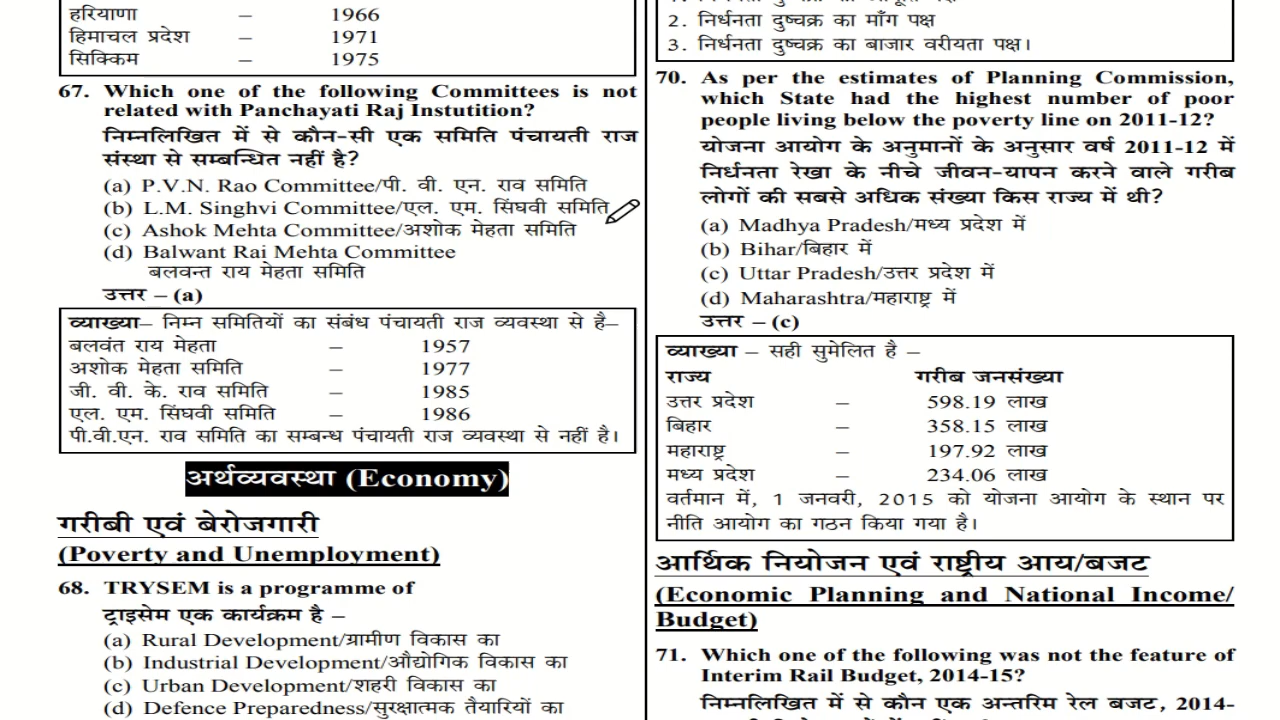 हरियाणा – 1966
हिमाचल प्रदेश – 1971
सिक्किम – 1975
67. Which one of the following Committees is not
related with Panchayati Raj Instutition?
निम्नलिखित में से कौन-सी एक समिति पंचायती राज
संस्था से सम्बन्धित नहीं है?
(a) P.V.N. Rao Committee/पी. वी. एन. राव समिति
(b) L.M. Singhvi Committee/एल. एम. सिंघवी समिति
(c) Ashok Mehta Committee/अशोक मेहता समिति
(d) Balwant Rai Mehta Committee
बलवन्त राय मेहता समिति
उत्तर – (a)
व्याख्या– निम्न समितियों का संबंध पंचायती राज व्यवस्था से है–
बलवंत राय मेहता – 1957
अशोक मेहता समिति – 1977
जी. वी. के. राव समिति – 1985
एल. एम. सिंघवी समिति – 1986
पी.वी.एन. राव समिति का सम्बन्ध पंचायती राज व्यवस्था से नहीं है।
अर्थव्यवस्था (Economy)
गरीबी एवं बेरोजगारी
(Poverty and Unemployment)
68. TRYSEM is a programme of
ट्राइसेम एक कार्यक्रम है –
(a) Rural Development/ग्रामीण विकास का
(b) Industrial Development/औद्योगिक विकास का
(c) Urban Development/शहरी विकास का
(d) Defence Preparedness/सुरक्षात्मक तैयारियों का
2. निर्धनता दुष्चक्र का माँग पक्ष
3. निर्धनता दुष्चक्र का बाजार वरीयता पक्ष।
70. As per the estimates of Planning Commission,
which State had the highest number of poor
people living below the poverty line on 2011-12?
योजना आयोग के अनुमानों के अनुसार वर्ष 2011-12 में
निर्धनता रेखा के नीचे जीवन-यापन करने वाले गरीब
लोगों की सबसे अधिक संख्या किस राज्य में थी?
(a) Madhya Pradesh/मध्य प्रदेश में
(b) Bihar/बिहार में
(c) Uttar Pradesh/उत्तर प्रदेश में
(d) Maharashtra/महाराष्ट्र में
उत्तर – (c)
व्याख्या – सही सुमेलित है –
राज्य गरीब जनसंख्या
उत्तर प्रदेश – 598.19 लाख
बिहार – 358.15 लाख
महाराष्ट्र – 197.92 लाख
मध्य प्रदेश – 234.06 लाख
वर्तमान में, 1 जनवरी, 2015 को योजना आयोग के स्थान पर
नीति आयोग का गठन किया गया है।
आर्थिक नियोजन एवं राष्ट्रीय आय/बजट
(Economic Planning and National Income/
Budget)
71. Which one of the following was not the feature of
Interim Rail Budget, 2014-15?
निम्नलिखित में से कौन एक अन्तरिम रेल बजट, 2014-